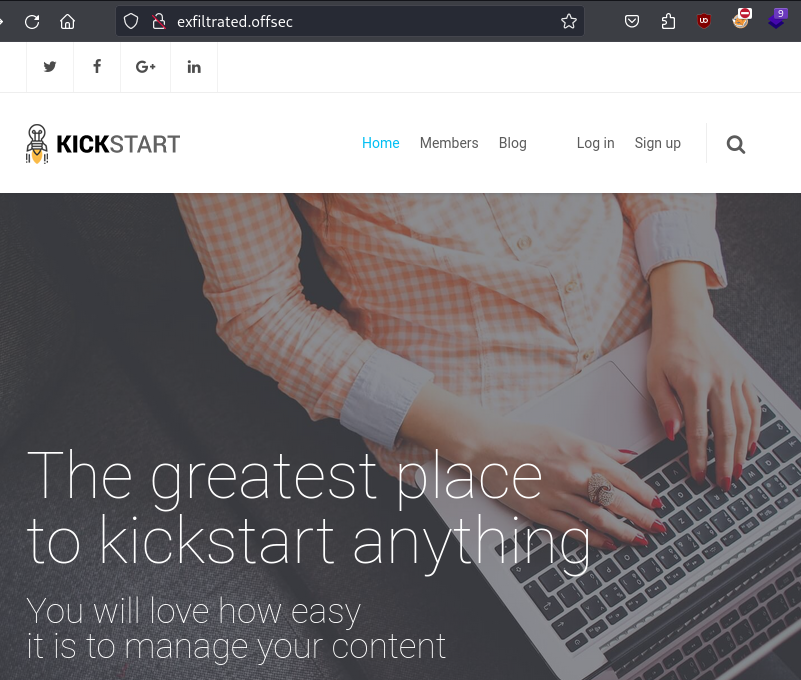 exfiltrated.offsec
9
KICKSTART
Home Members Blog Log in Sign up
The greatest place
to kickstart anything
You will love how easy
it is to manage your content